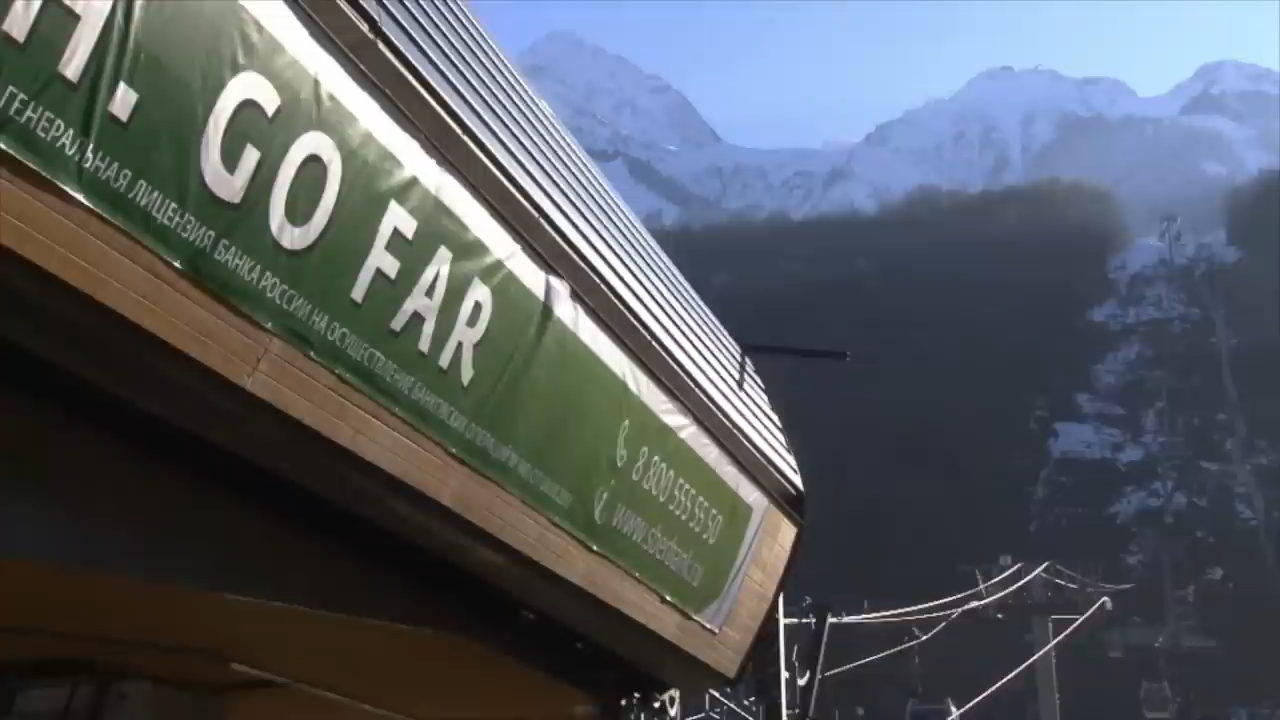 H. GO FAR
ГЕНЕРАЛЬНАЯ ЛИЦЕНЗИЯ БАНКА РОССИИ НА ОСУЩЕСТВЛЕНИЕ БАНКОВСКИХ ОПЕРАЦИЙ
8 800 555 55 50
www.sberbank.ru